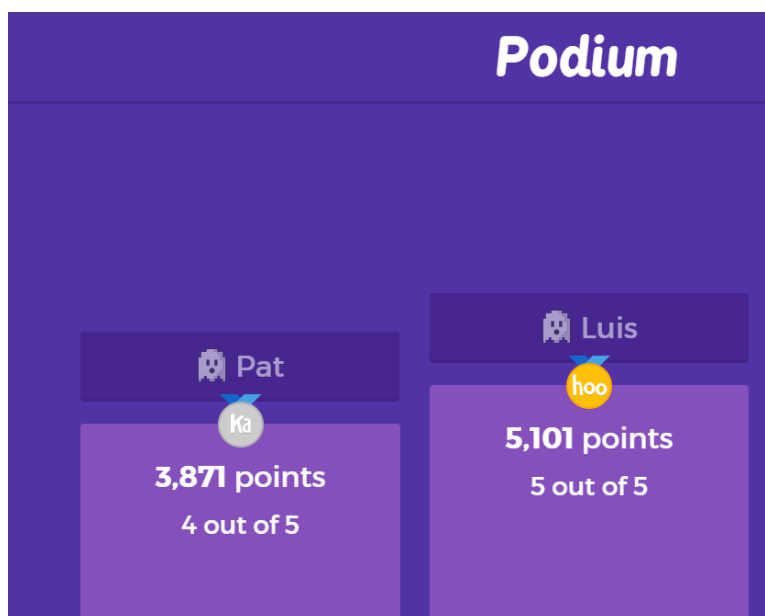 Podium
Pat
Ka
3,871 points
4 out of 5
Luis
hoo
5,101 points
5 out of 5